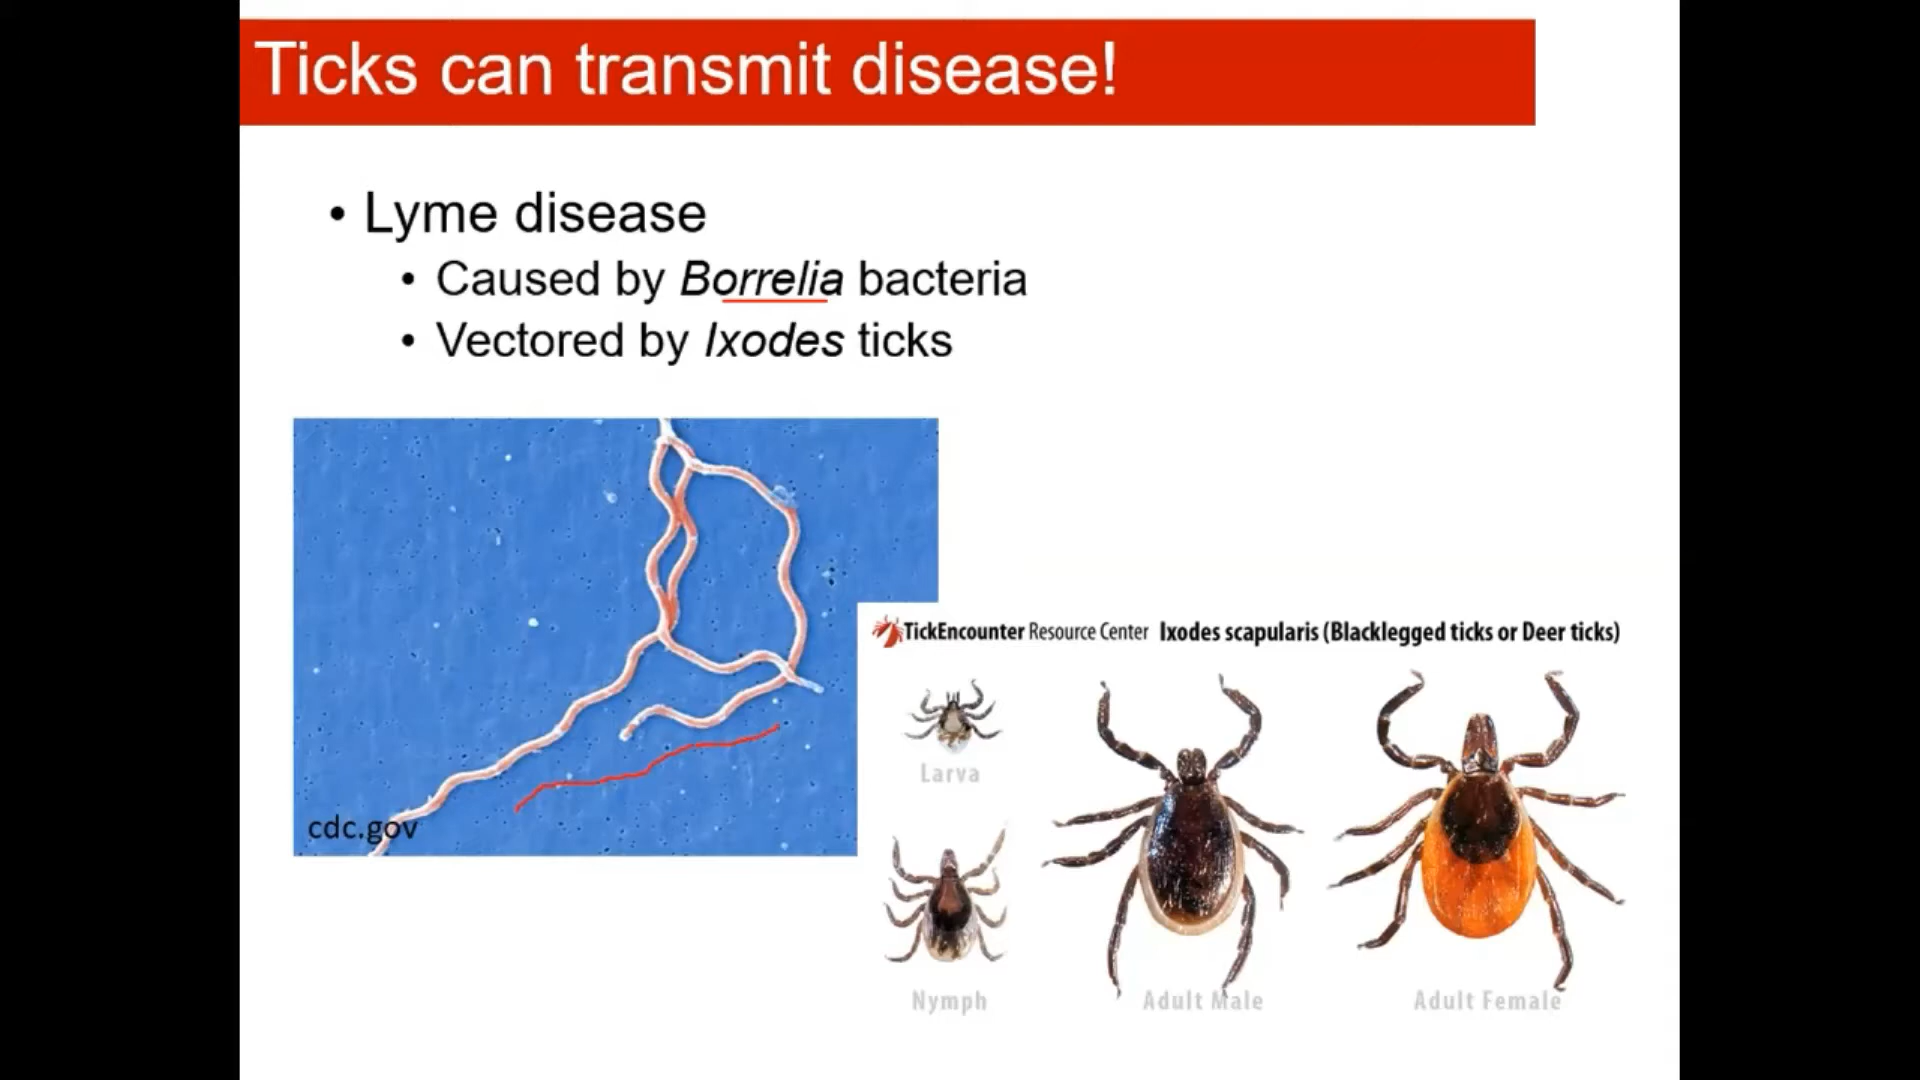 Ticks can transmit disease!
• Lyme disease
• Caused by Borrelia bacteria
• Vectored by Ixodes ticks
cdc.gov
TickEncounter Resource Center Ixodes scapularis (Blacklegged ticks or Deer ticks)
Larva
Nymph
Adult Male
Adult Female